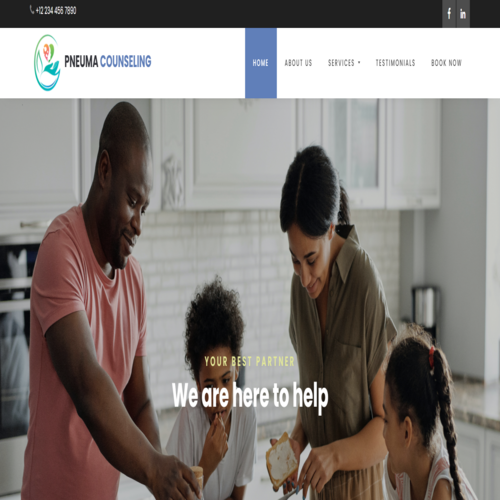 +12 234 456 7890
PNEUMA COUNSELING
HOME ABOUT US SERVICES TESTIMONIALS BOOK NOW
YOUR BEST PARTNER
We are here to help